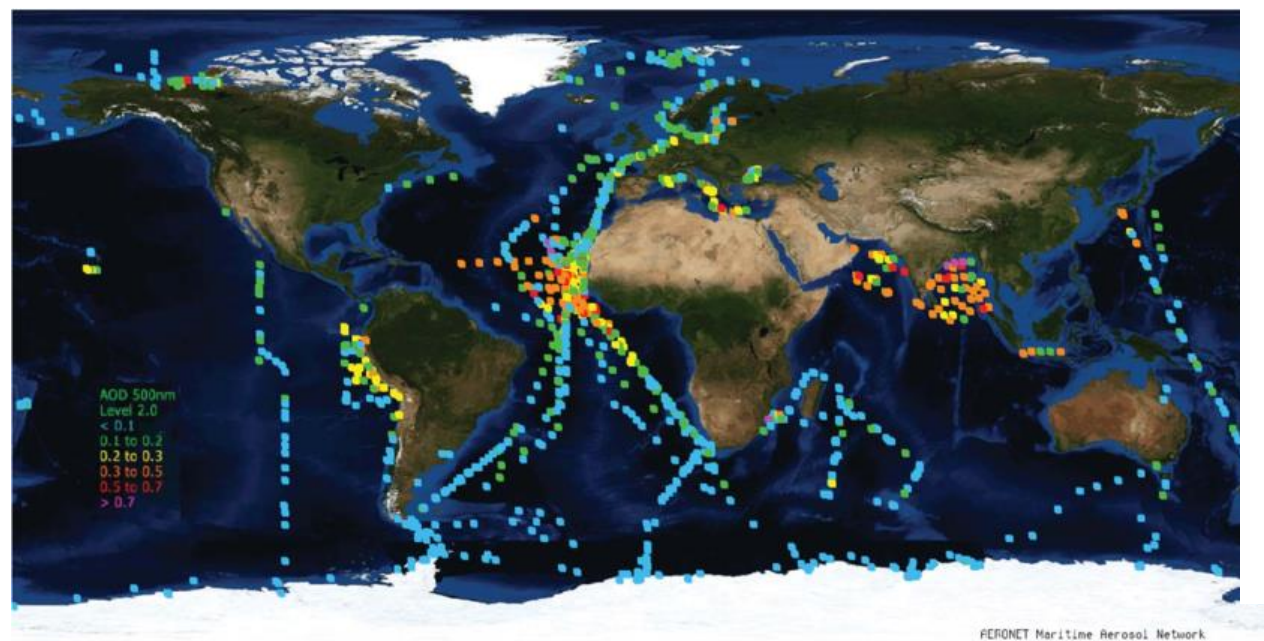 AOD 500nm
Level 2.0
< 0.1
0.1 to 0.2
0.2 to 0.3
0.3 to 0.5
0.5 to 0.7
> 0.7
AERONET Maritime Aerosol Network